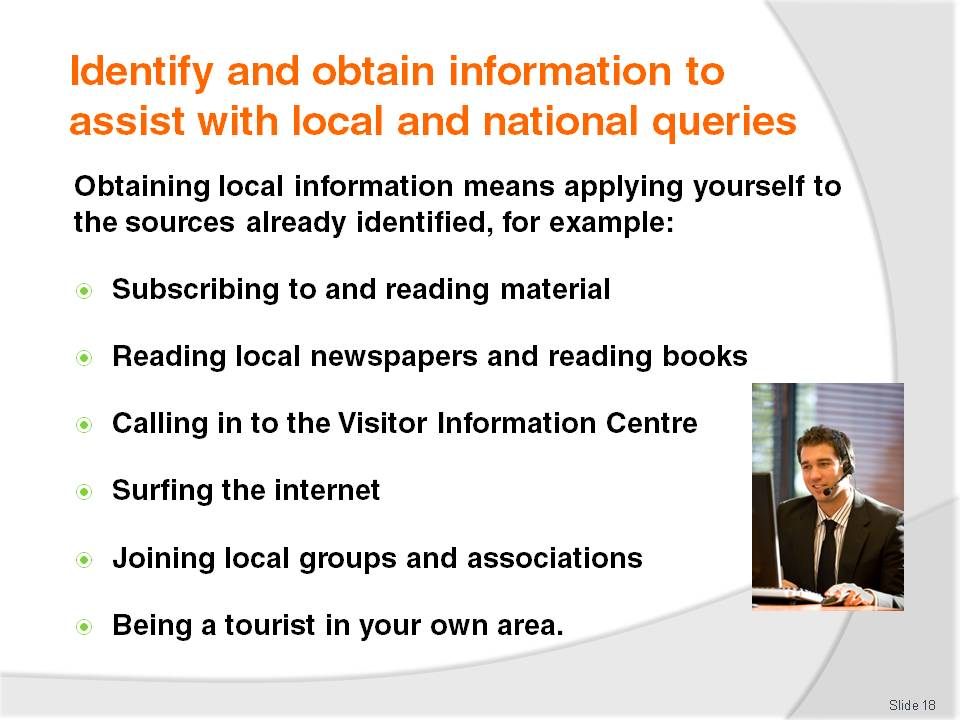 Identify and obtain information to
assist with local and national queries
Obtaining local information means applying yourself to
the sources already identified, for example:
Subscribing to and reading material
Reading local newspapers and reading books
Calling in to the Visitor Information Centre
Surfing the internet
Joining local groups and associations
Being a tourist in your own area.
Slide 18